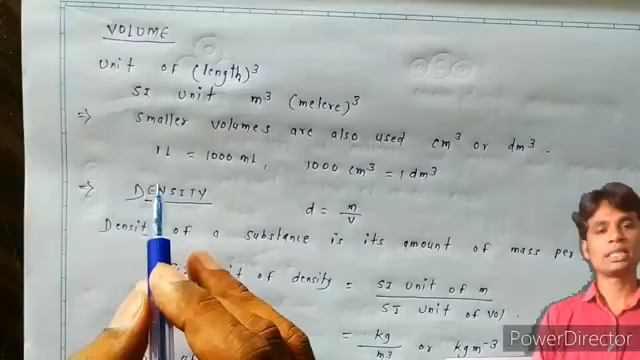 VOLUME
Unit of (length)³
SI unit m³ (metere)³
=> Smaller volumes are also used cm³ or dm³.
1L = 1000 mL, 1000 cm³ = 1 dm³
=> DENSITY
d = m/v
Density of a substance is its amount of mass per
of density = SI unit of m / SI unit of vol.
= kg/m³ or kgm⁻³
PowerDirector